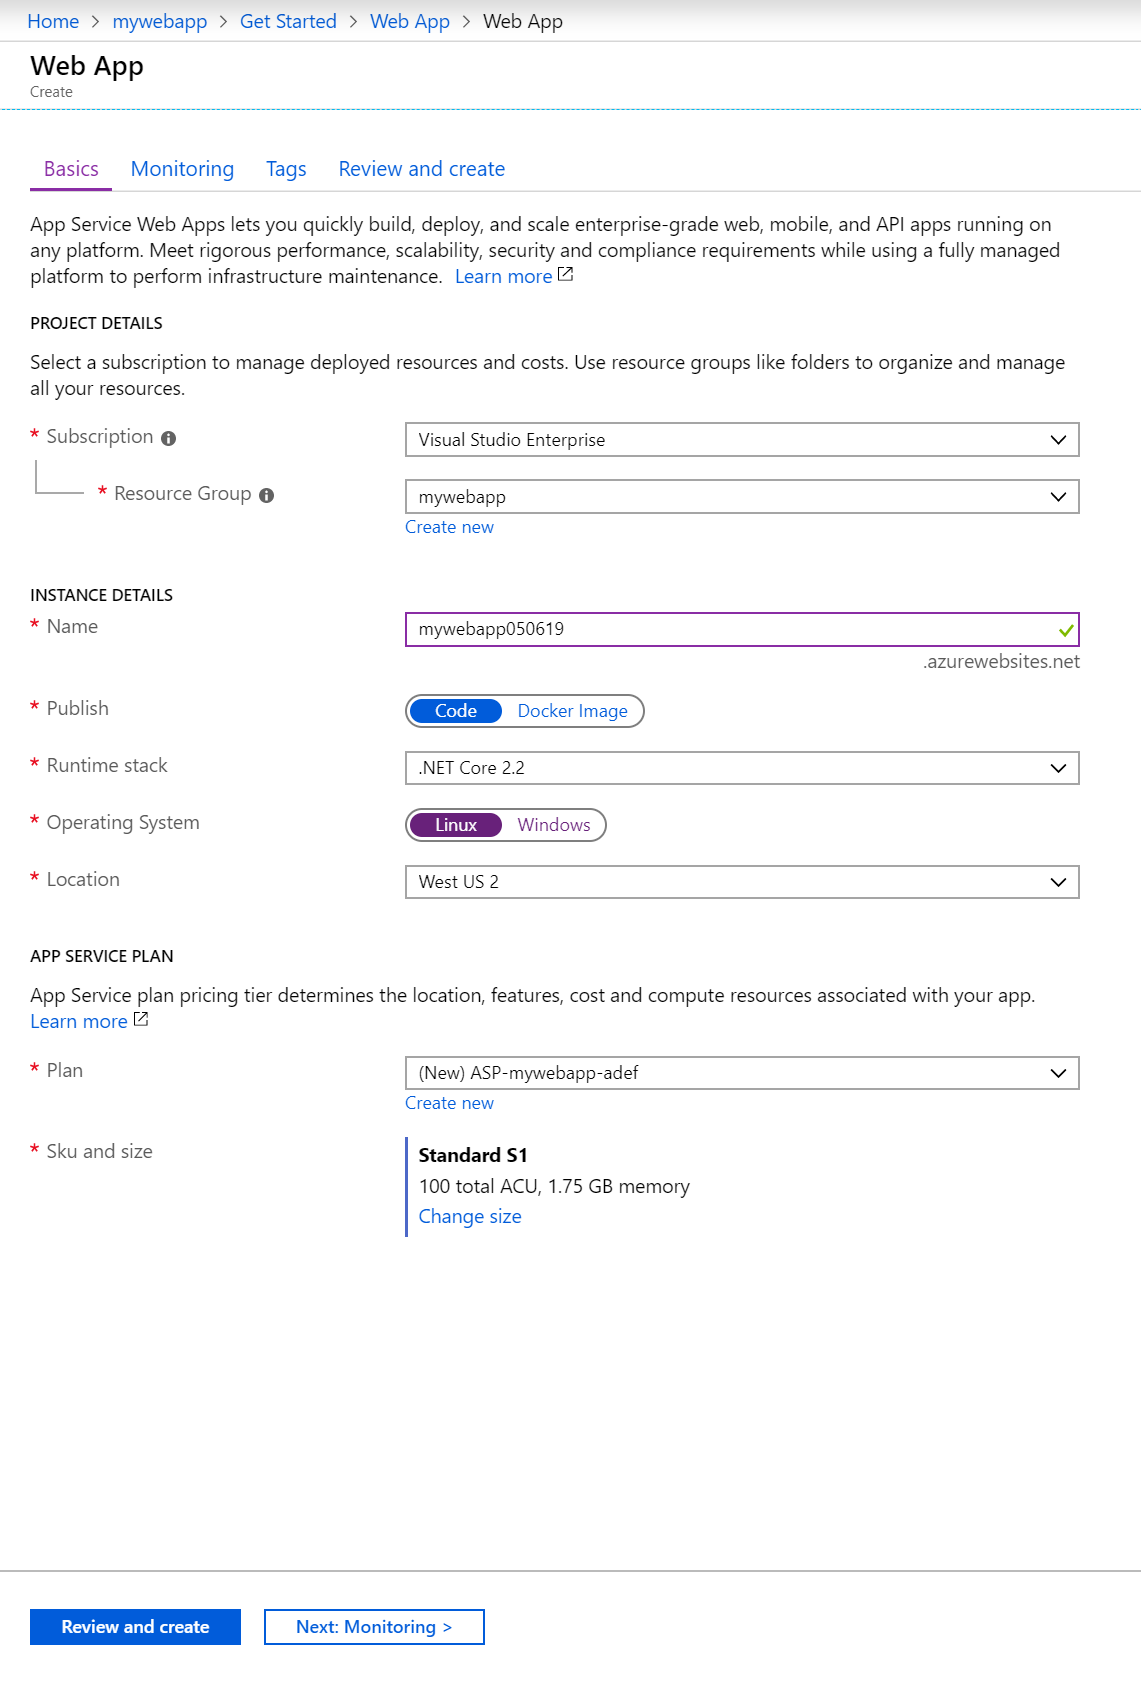 Home > mywebapp > Get Started > Web App > Web App
Web App
Create
Basics Monitoring Tags Review and create
App Service Web Apps lets you quickly build, deploy, and scale enterprise-grade web, mobile, and API apps running on
any platform. Meet rigorous performance, scalability, security and compliance requirements while using a fully managed
platform to perform infrastructure maintenance. Learn more
PROJECT DETAILS
Select a subscription to manage deployed resources and costs. Use resource groups like folders to organize and manage
all your resources.
* Subscription Visual Studio Enterprise
* Resource Group mywebapp
Create new
INSTANCE DETAILS
* Name mywebapp050619
.azurewebsites.net
* Publish Code Docker Image
* Runtime stack .NET Core 2.2
* Operating System Linux Windows
* Location West US 2
APP SERVICE PLAN
App Service plan pricing tier determines the location, features, cost and compute resources associated with your app.
Learn more
* Plan (New) ASP-mywebapp-adef
Create new
* Sku and size Standard S1
100 total ACU, 1.75 GB memory
Change size
Review and create Next: Monitoring >